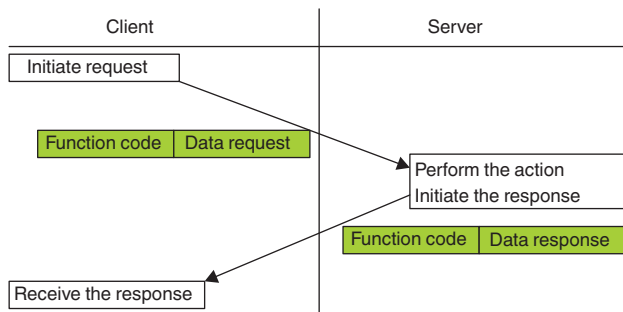 Client Server
Initiate request
Function code Data request
Perform the action
Initiate the response
Function code Data response
Receive the response